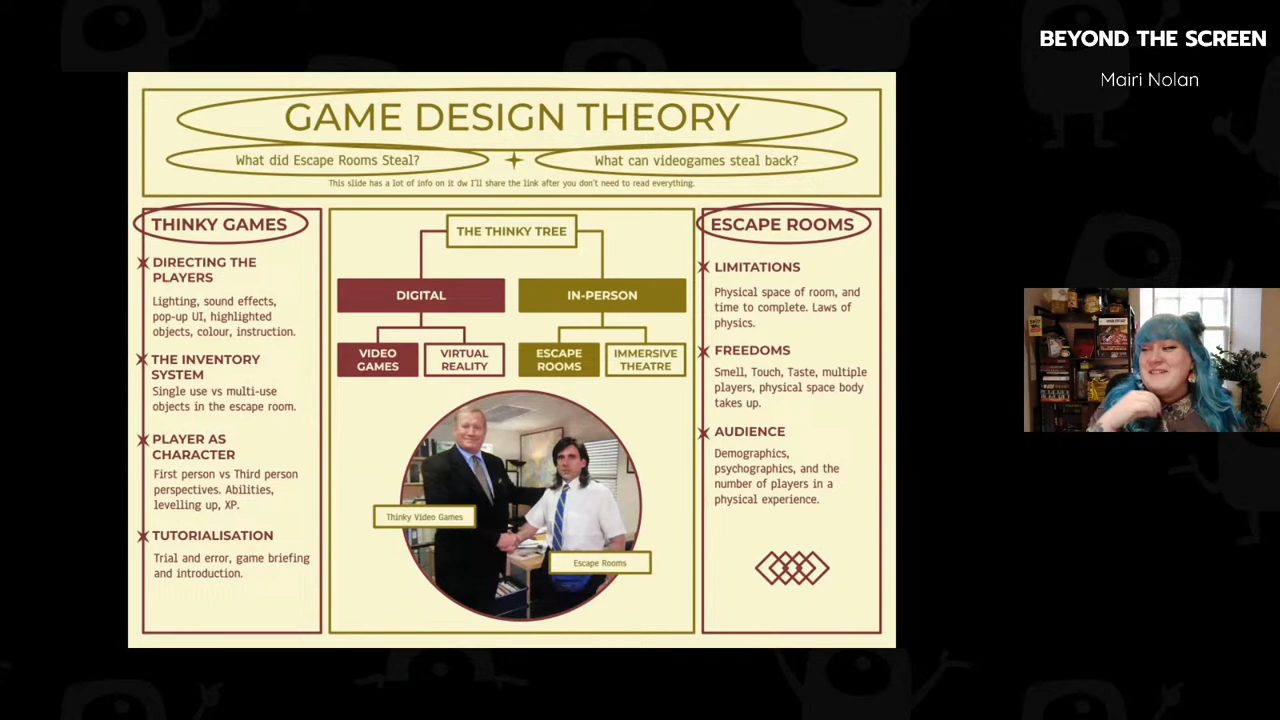 BEYOND THE SCREEN
Mairi Nolan
GAME DESIGN THEORY
What did Escape Rooms Steal?
What can videogames steal back?
This slide has a lot of info on it dw I'll share the link after you don't need to read everything.
THINKY GAMES
DIRECTING THE
PLAYERS
Lighting, sound effects,
pop-up UI, highlighted
objects, colour, instruction.
THE INVENTORY
SYSTEM
Single use vs multi-use
objects in the escape room.
PLAYER AS
CHARACTER
First person vs Third person
perspectives. Abilities,
levelling up, XP.
TUTORIALISATION
Trial and error, game briefing
and introduction.
THE THINKY TREE
DIGITAL
IN-PERSON
VIDEO
GAMES
VIRTUAL
REALITY
ESCAPE
ROOMS
IMMERSIVE
THEATRE
Thinky Video Games
Escape Rooms
ESCAPE ROOMS
LIMITATIONS
Physical space of room, and
time to complete. Laws of
physics.
FREEDOMS
Smell, Touch, Taste, multiple
players, physical space body
takes up.
AUDIENCE
Demographics,
psychographics, and the
number of players in a
physical experience.